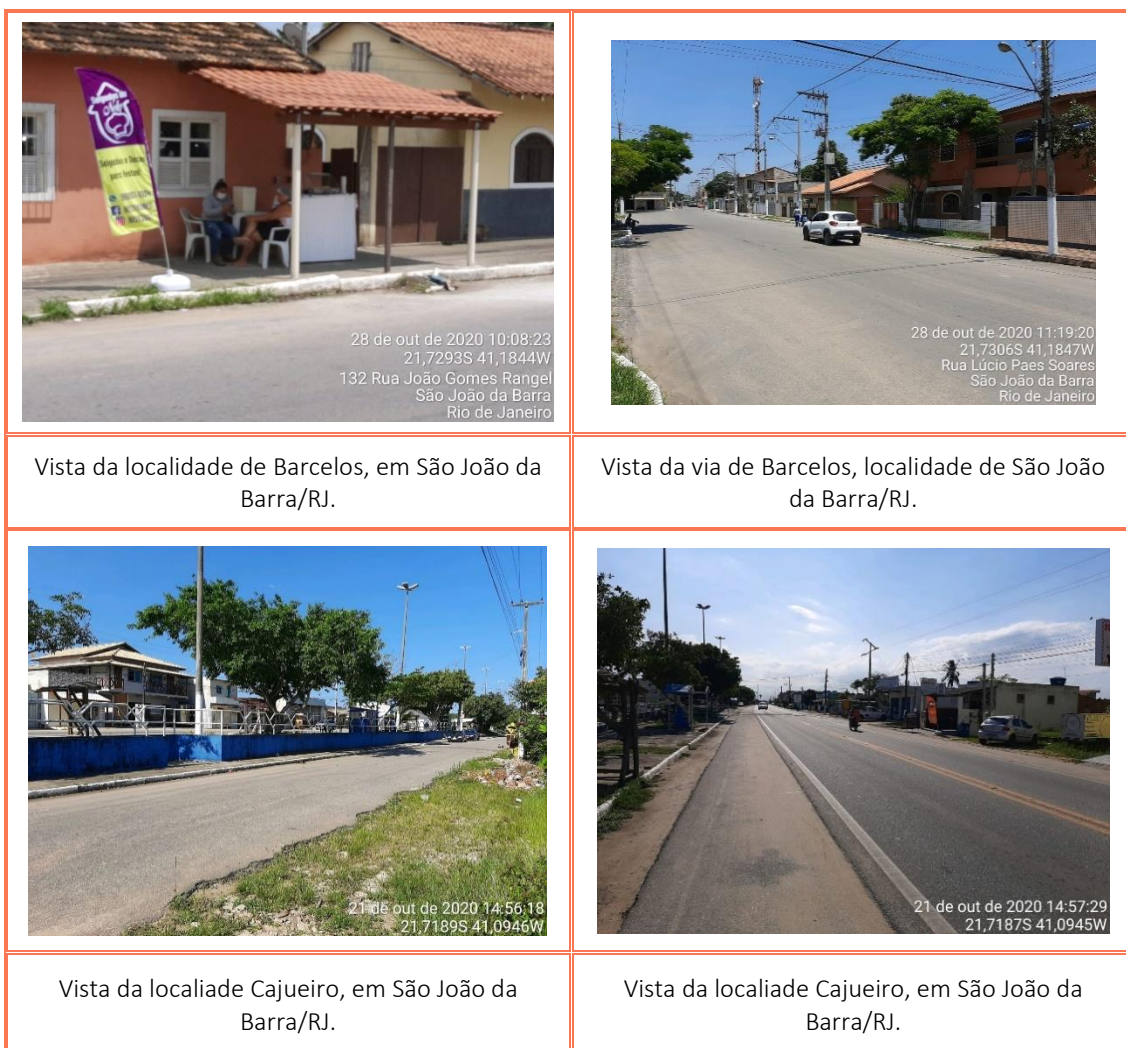 Salgados e Doces
para festas!
28 de out de 2020 10:08:23
21,7293S 41,1844W
132 Rua João Gomes Rangel
São João da Barra
Rio de Janeiro
28 de out de 2020 11:19:20
21,7306S 41,1847W
Rua Lúcio Paes Soares
São João da Barra
Rio de Janeiro
Vista da localidade de Barcelos, em São João da
Barra/RJ.
Vista da via de Barcelos, localidade de São João
da Barra/RJ.
21 de out de 2020 14:56:18
21,7189S 41,0946W
21 de out de 2020 14:57:29
21,7187S 41,0945W
Vista da localiade Cajueiro, em São João da
Barra/RJ.
Vista da localiade Cajueiro, em São João da
Barra/RJ.